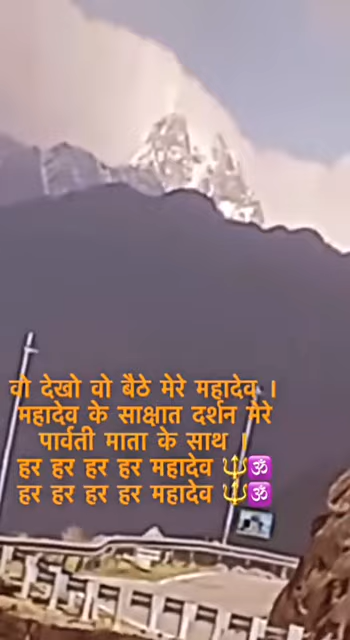 वो देखो वो बैठे मेरे महादेव ।
महादेव के साक्षात दर्शन मेरे
पार्वती माता के साथ ।
हर हर हर हर महादेव 🔱🕉️
हर हर हर हर महादेव 🔱🕉️